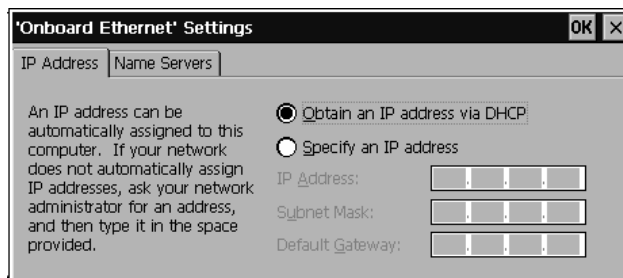 'Onboard Ethernet' Settings OK ×
IP Address Name Servers
An IP address can be
automatically assigned to this
computer. If your network
does not automatically assign
IP addresses, ask your network
administrator for an address,
and then type it in the space
provided.
Obtain an IP address via DHCP
Specify an IP address
IP Address:
Subnet Mask:
Default Gateway: